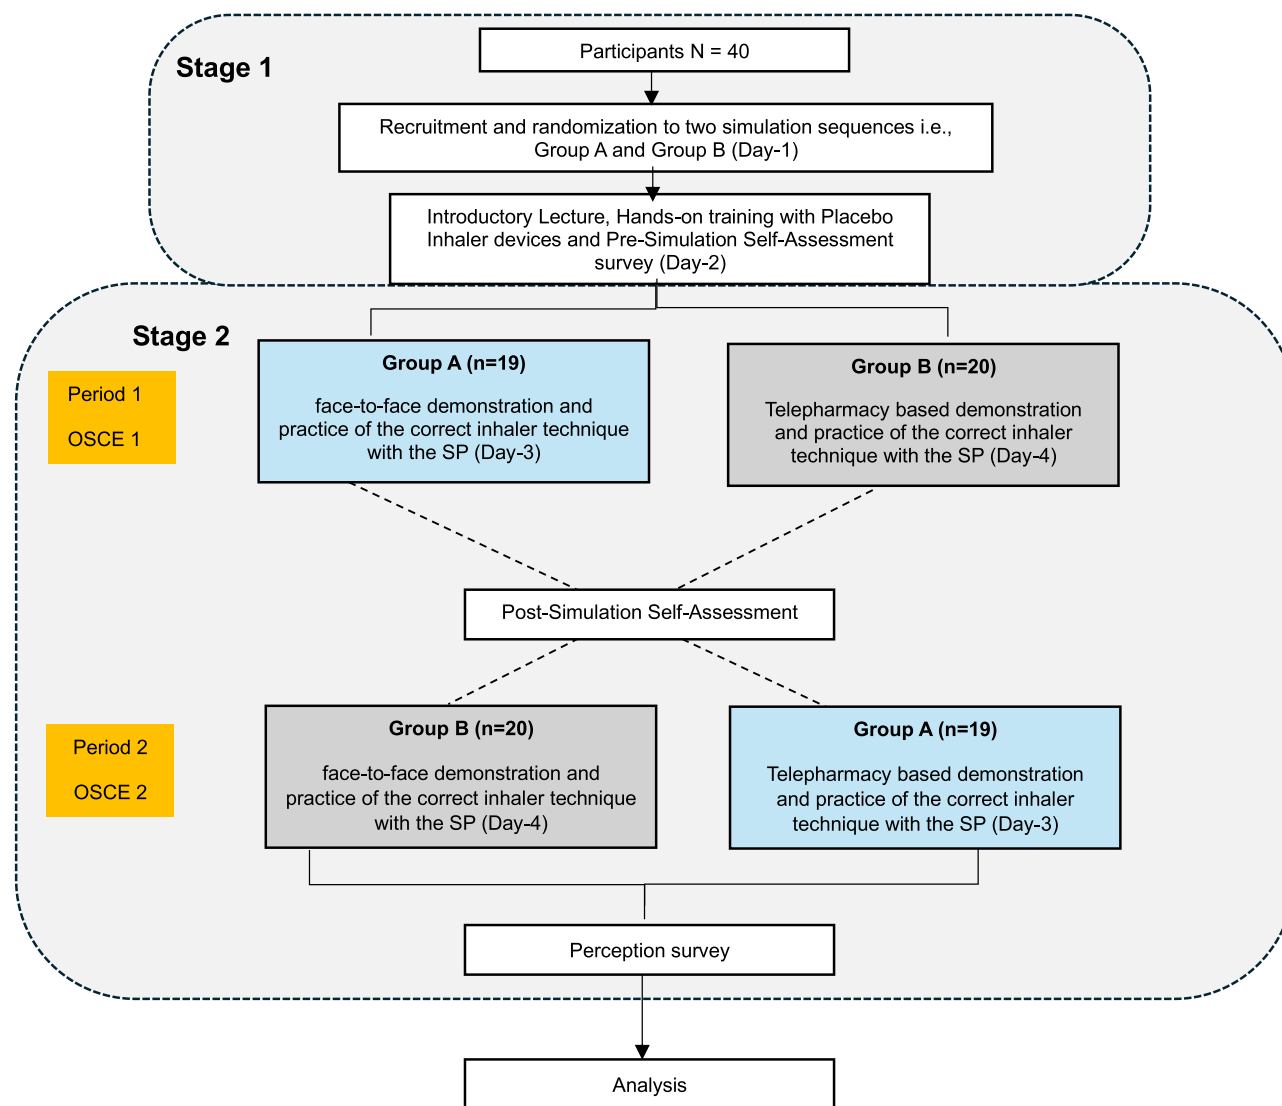 Stage 1
Participants N = 40
Recruitment and randomization to two simulation sequences i.e.,
Group A and Group B (Day-1)
Introductory Lecture, Hands-on training with Placebo
Inhaler devices and Pre-Simulation Self-Assessment
survey (Day-2)
Stage 2
Period 1
OSCE 1
Group A (n=19)
face-to-face demonstration and
practice of the correct inhaler technique
with the SP (Day-3)
Group B (n=20)
Telepharmacy based demonstration
and practice of the correct inhaler
technique with the SP (Day-4)
Post-Simulation Self-Assessment
Period 2
OSCE 2
Group B (n=20)
face-to-face demonstration and
practice of the correct inhaler technique
with the SP (Day-4)
Group A (n=19)
Telepharmacy based demonstration
and practice of the correct inhaler
technique with the SP (Day-3)
Perception survey
Analysis